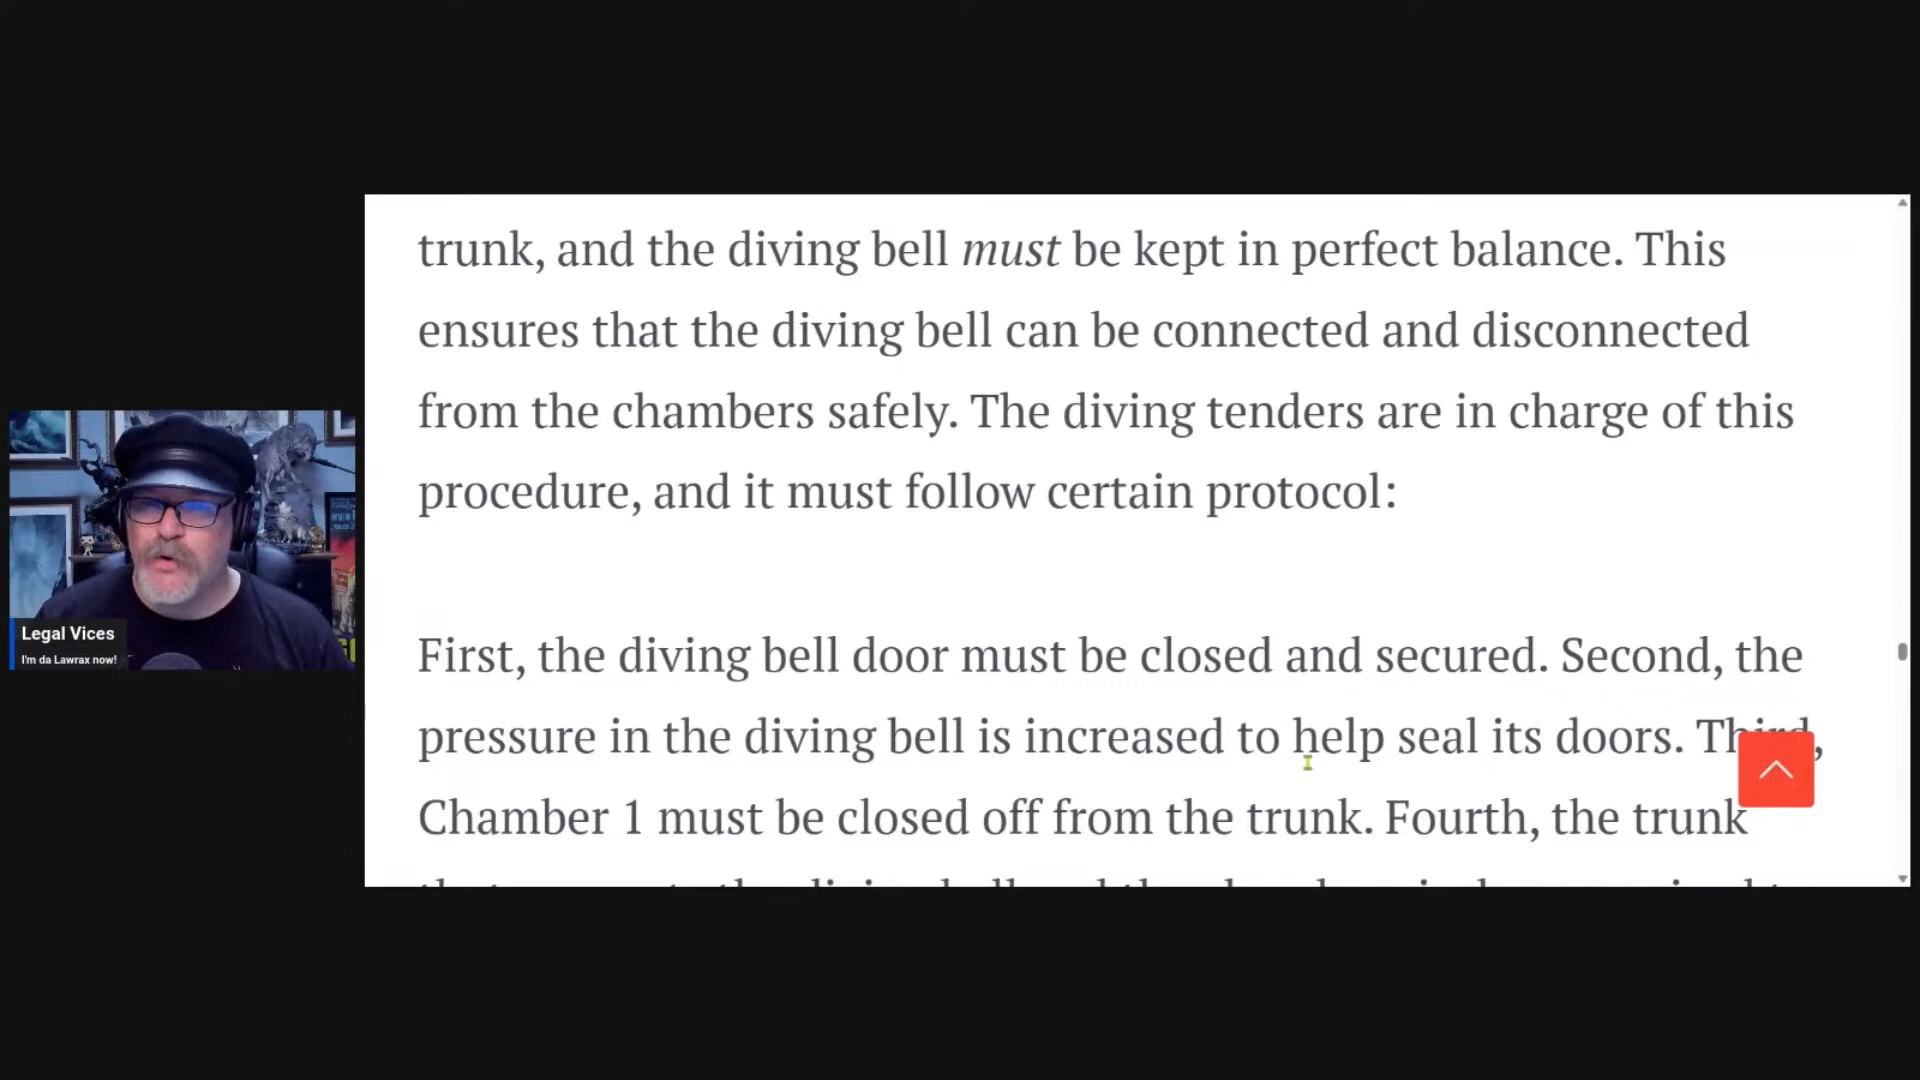 trunk, and the diving bell must be kept in perfect balance. This
ensures that the diving bell can be connected and disconnected
from the chambers safely. The diving tenders are in charge of this
procedure, and it must follow certain protocol:
First, the diving bell door must be closed and secured. Second, the
pressure in the diving bell is increased to help seal its doors. Third,
Chamber 1 must be closed off from the trunk. Fourth, the trunk
Legal Vices
I'm da Lawrax now!